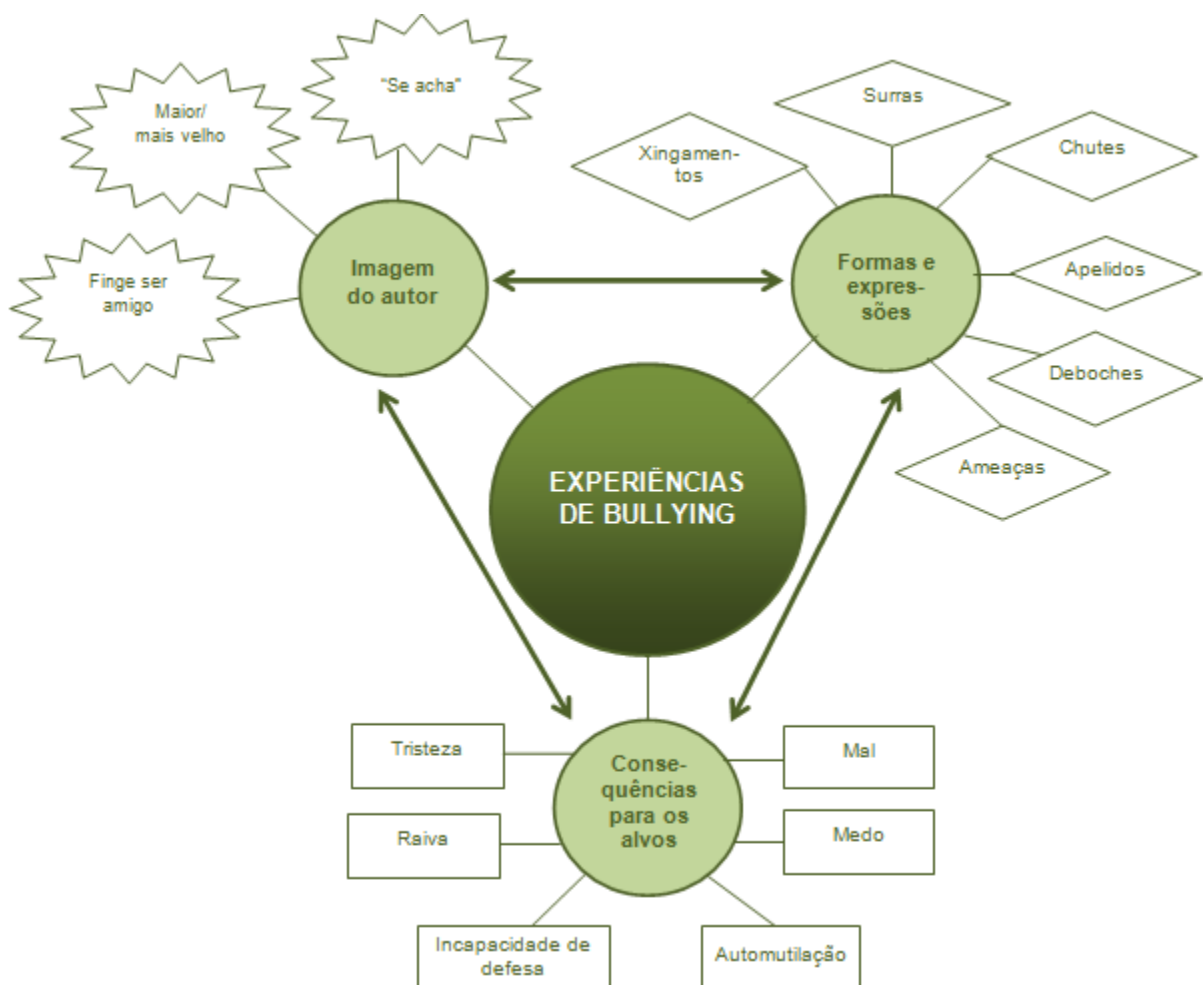 "Se acha"
Maior/
mais velho
Finge ser
amigo
Imagem
do autor
Surras
Xingamen-
tos
Chutes
Formas e
expres-
sões
Apelidos
Deboches
Ameaças
EXPERIÊNCIAS
DE BULLYING
Conse-
quências
para os
alvos
Tristeza
Mal
Raiva
Medo
Incapacidade de
defesa
Automutilação